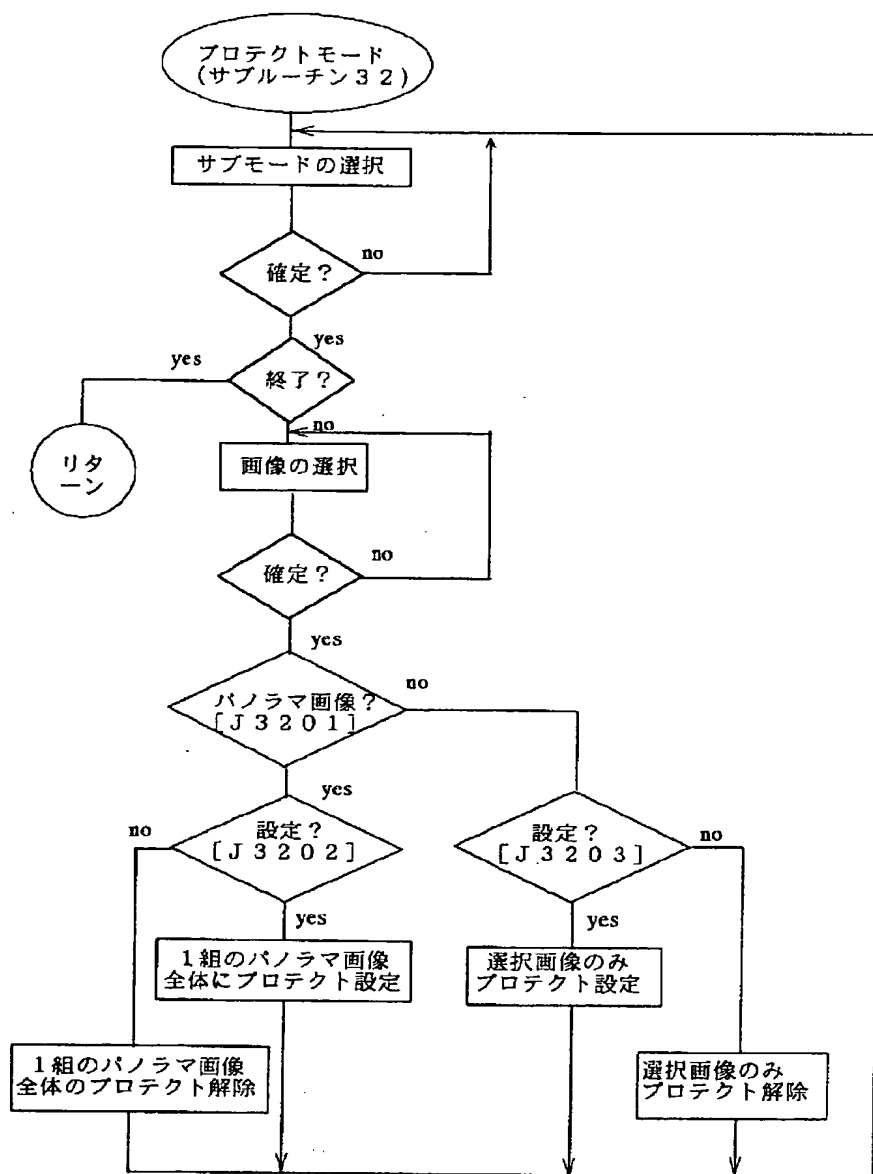 プロテクトモード
(サブルーチン32)
サブモードの選択
no
確定?
yes
yes
終了?
no
リタ
ーン
画像の選択
no
確定?
yes
パノラマ画像?
[J3201]
no
yes
no
設定?
[J3202]
設定?
[J3203]
no
yes
yes
1組のパノラマ画像
全体にプロテクト設定
選択画像のみ
プロテクト設定
1組のパノラマ画像
全体のプロテクト解除
選択画像のみ
プロテクト解除